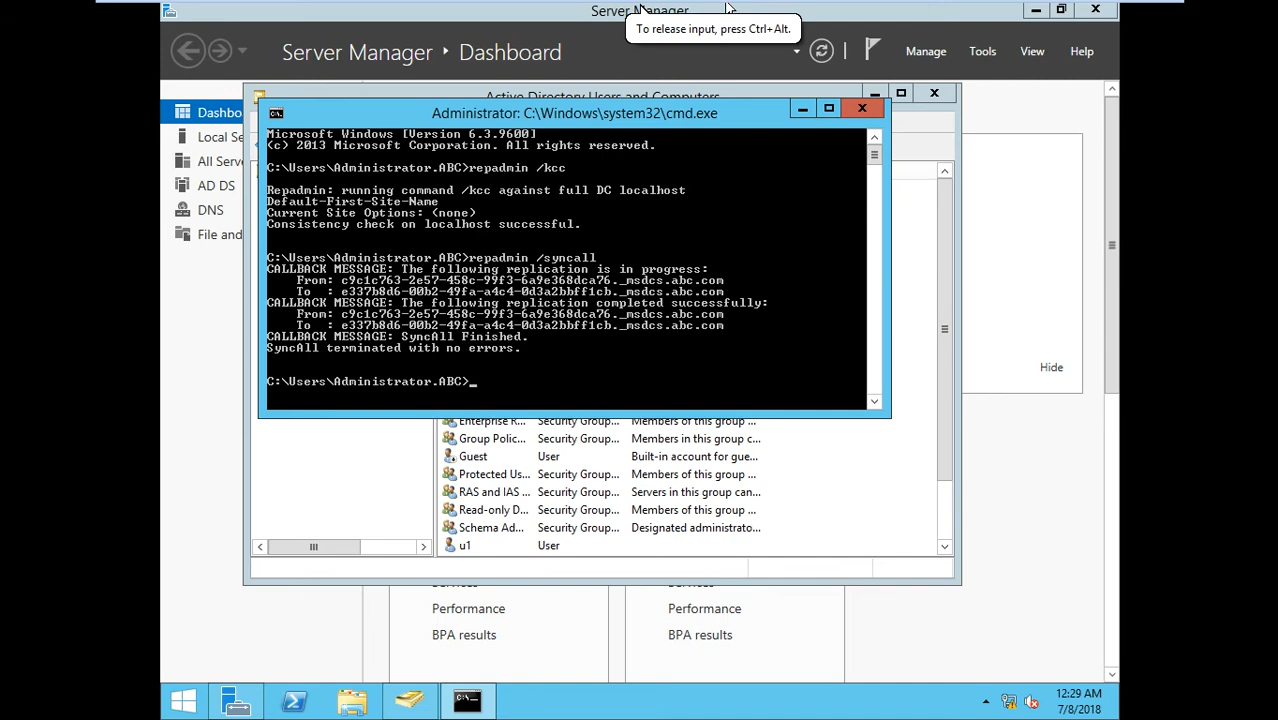 Server Manager
To release input, press Ctrl+Alt.
Server Manager
Dashboard
Manage
Tools
View
Help
Dashbo
Local Se
All Serve
AD DS
DNS
File and
Active Directory Users and Computers
Administrator: C:\Windows\system32\cmd.exe
Microsoft Windows [Version 6.3.9600]
(c) 2013 Microsoft Corporation. All rights reserved.
C:\Users\Administrator.ABC>repadmin /kcc
Repadmin: running command /kcc against full DC localhost
Default-First-Site-Name
Current Site Options: (none)
Consistency check on localhost successful.
C:\Users\Administrator.ABC>repadmin /syncall
CALLBACK MESSAGE: The following replication is in progress:
From: c9c1c763-2e57-458c-99f3-6a9e368dca76._msdcs.abc.com
To : e337b8d6-00b2-49fa-a4c4-0d3a2bbff1cb._msdcs.abc.com
CALLBACK MESSAGE: The following replication completed successfully:
From: c9c1c763-2e57-458c-99f3-6a9e368dca76._msdcs.abc.com
To : e337b8d6-00b2-49fa-a4c4-0d3a2bbff1cb._msdcs.abc.com
CALLBACK MESSAGE: SyncAll Finished.
SyncAll terminated with no errors.
C:\Users\Administrator.ABC>_
Hide
Enterprise R... Security Group... Members of this group ...
Group Polic... Security Group... Members in this group c...
Guest User Built-in account for gue...
Protected Us... Security Group... Members of this group ...
RAS and IAS ... Security Group... Servers in this group can...
Read-only D... Security Group... Members of this group ...
Schema Ad... Security Group... Designated administrato...
u1 User
Services Services
Performance Performance
BPA results BPA results
12:29 AM
7/8/2018